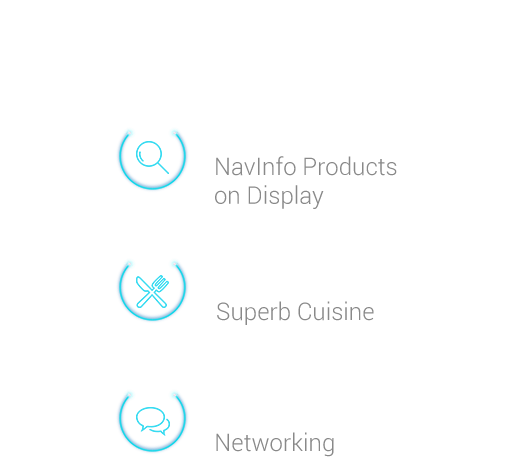 NavInfo Products
on Display
Superb Cuisine
Networking